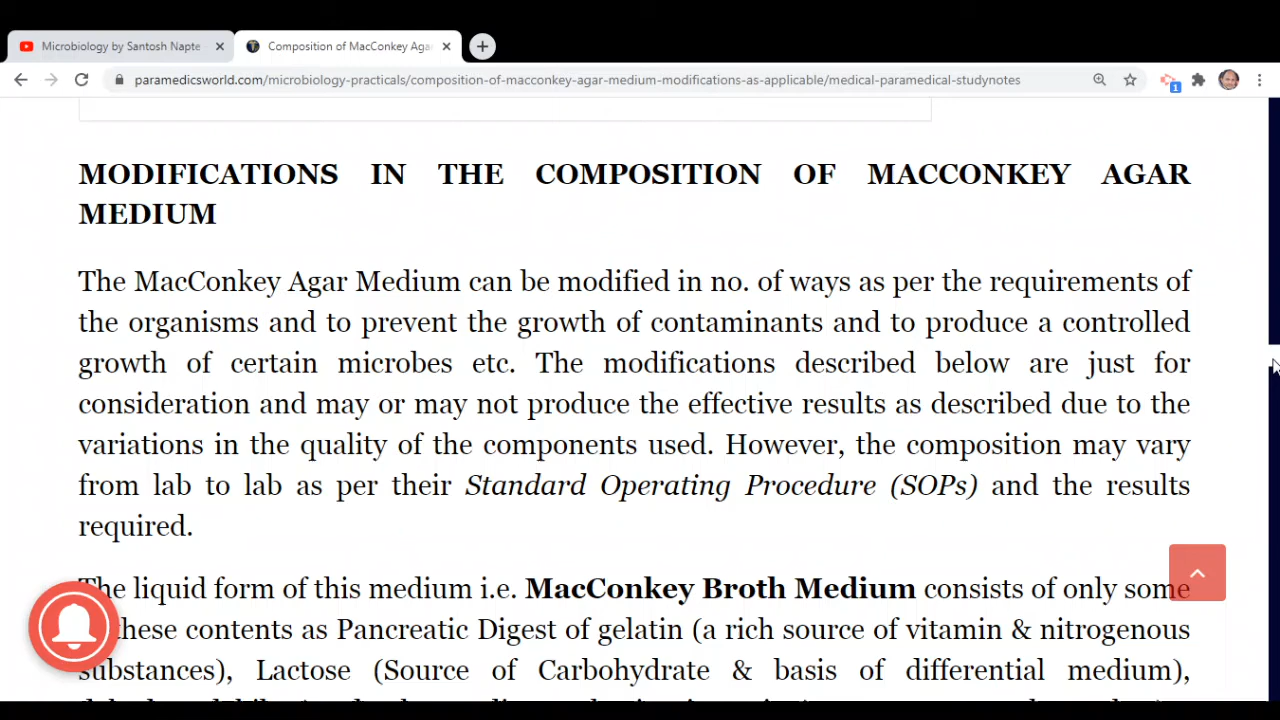 Microbiology by Santosh Napte
Composition of MacConkey Aga
paramedicsworld.com/microbiology-practicals/composition-of-macconkey-agar-medium-modifications-as-applicable/medical-paramedical-studynotes
1
MODIFICATIONS IN THE COMPOSITION OF MACCONKEY AGAR
MEDIUM
The MacConkey Agar Medium can be modified in no. of ways as per the requirements of
the organisms and to prevent the growth of contaminants and to produce a controlled
growth of certain microbes etc. The modifications described below are just for
consideration and may or may not produce the effective results as described due to the
variations in the quality of the components used. However, the composition may vary
from lab to lab as per their Standard Operating Procedure (SOPs) and the results
required.
The liquid form of this medium i.e. MacConkey Broth Medium consists of only some
these contents as Pancreatic Digest of gelatin (a rich source of vitamin & nitrogenous
substances), Lactose (Source of Carbohydrate & basis of differential medium),